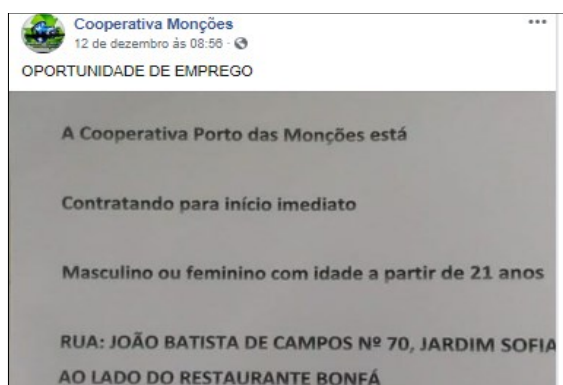 Cooperativa Monções
12 de dezembro às 08:56 ·
OPORTUNIDADE DE EMPREGO
A Cooperativa Porto das Monções está
Contratando para início imediato
Masculino ou feminino com idade a partir de 21 anos
RUA: JOÃO BATISTA DE CAMPOS Nº 70, JARDIM SOFIA
AO LADO DO RESTAURANTE BONFÁ